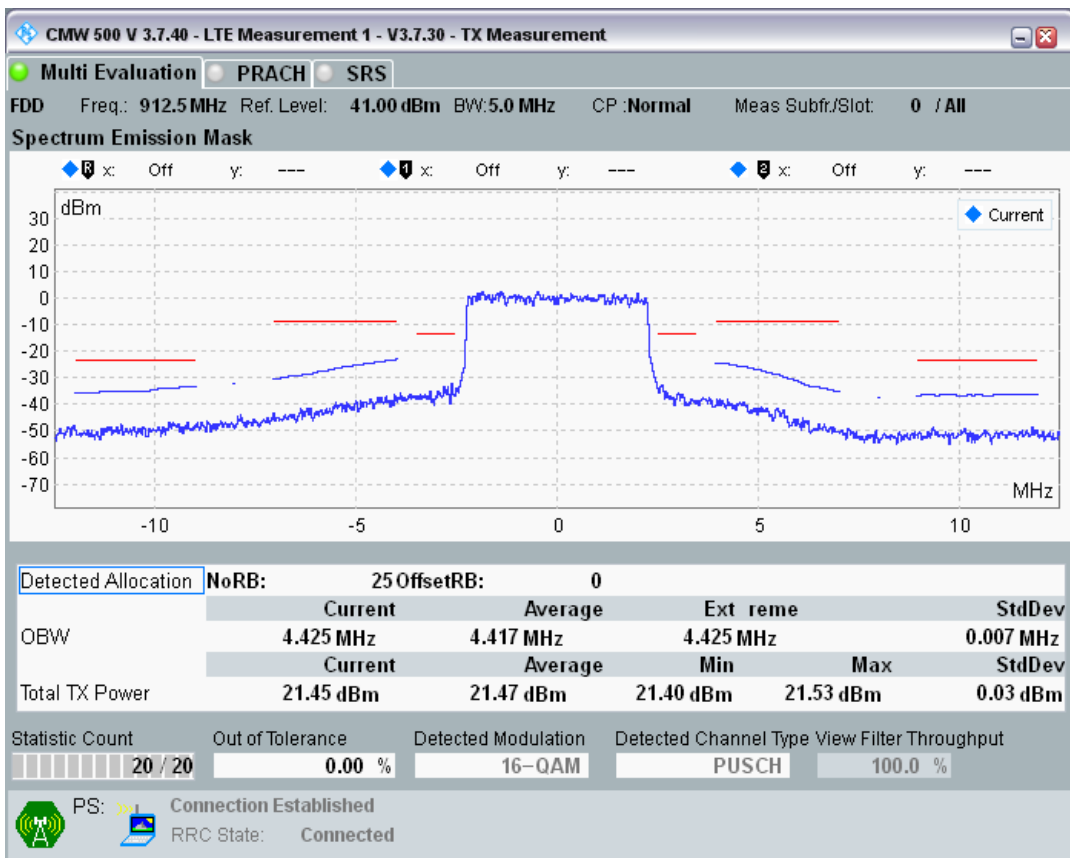 CMW 500 V 3.7.40 - LTE Measurement 1 - V3.7.30 - TX Measurement
Multi Evaluation PRACH SRS
FDD Freq.: 912.5 MHz Ref. Level: 41.00 dBm BW:5.0 MHz CP :Normal Meas Subfr./Slot: 0 / All
Spectrum Emission Mask
R x: Off y: --- 1 x: Off y: --- 2 x: Off y: ---
dBm
Current
30
20
10
0
-10
-20
-30
-40
-50
-60
-70
MHz
-10 -5 0 5 10
Detected Allocation NoRB: 25 OffsetRB: 0
Current Average Ext reme StdDev
OBW 4.425 MHz 4.417 MHz 4.425 MHz 0.007 MHz
Current Average Min Max StdDev
Total TX Power 21.45 dBm 21.47 dBm 21.40 dBm 21.53 dBm 0.03 dBm
Statistic Count Out of Tolerance Detected Modulation Detected Channel Type View Filter Throughput
20 / 20 0.00 % 16-QAM PUSCH 100.0 %
PS: Connection Established
RRC State: Connected